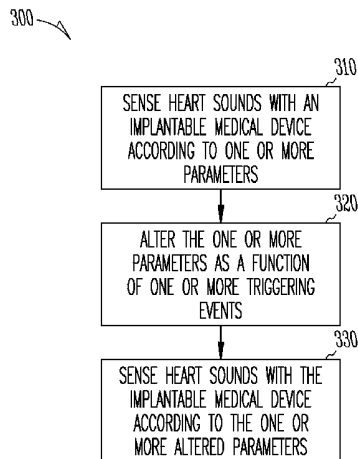 300
310
SENSE HEART SOUNDS WITH AN
IMPLANTABLE MEDICAL DEVICE
ACCORDING TO ONE OR MORE
PARAMETERS
320
ALTER THE ONE OR MORE
PARAMETERS AS A FUNCTION
OF ONE OR MORE TRIGGERING
EVENTS
330
SENSE HEART SOUNDS WITH THE
IMPLANTABLE MEDICAL DEVICE
ACCORDING TO THE ONE OR
MORE ALTERED PARAMETERS